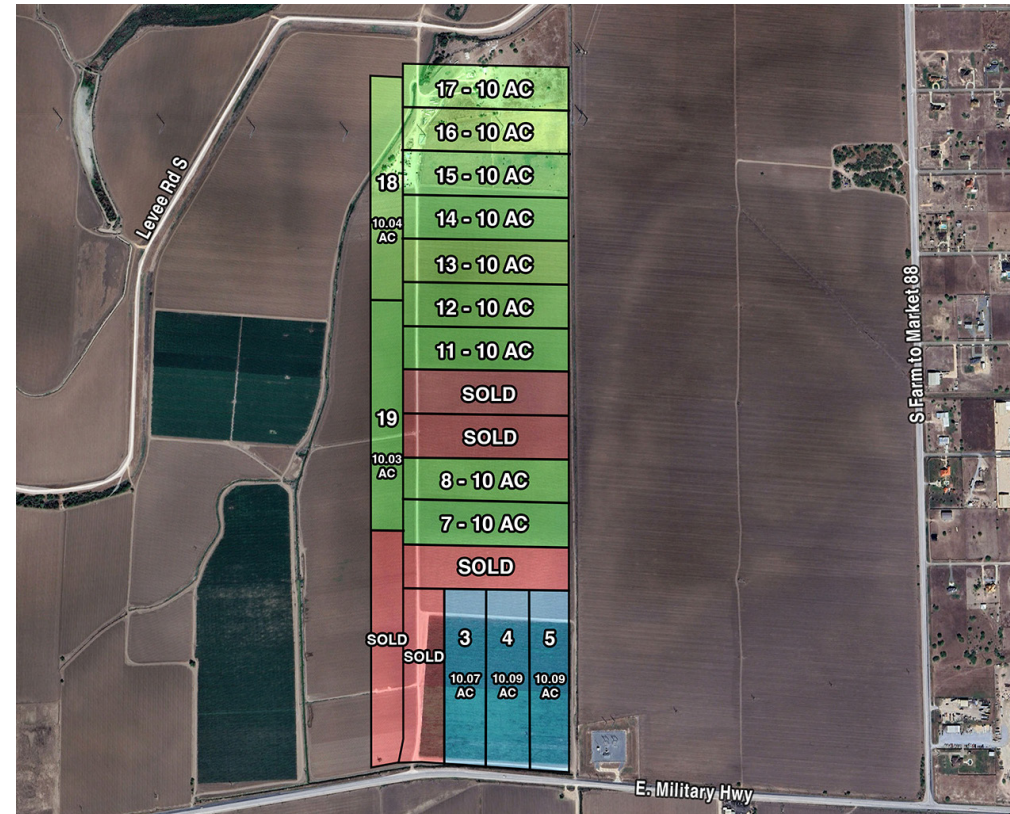 17 - 10 AC
16 - 10 AC
15 - 10 AC
14 - 10 AC
13 - 10 AC
12 - 10 AC
11 - 10 AC
SOLD
SOLD
8 - 10 AC
7 - 10 AC
SOLD
18
10.04
AC
19
10.03
AC
SOLD
SOLD
3
10.07
AC
4
10.09
AC
5
10.09
AC
Levee Rd S
S Farm to Market 88
E. Military Hwy